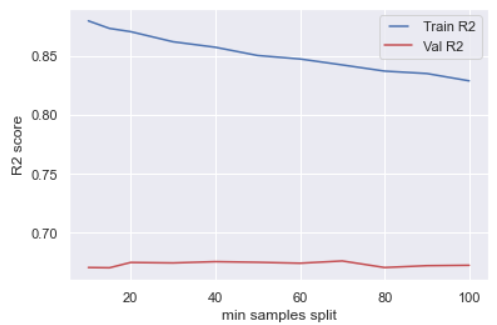 Train R2
Val R2
0.85
0.80
0.75
0.70
R2 score
20 40 60 80 100
min samples split